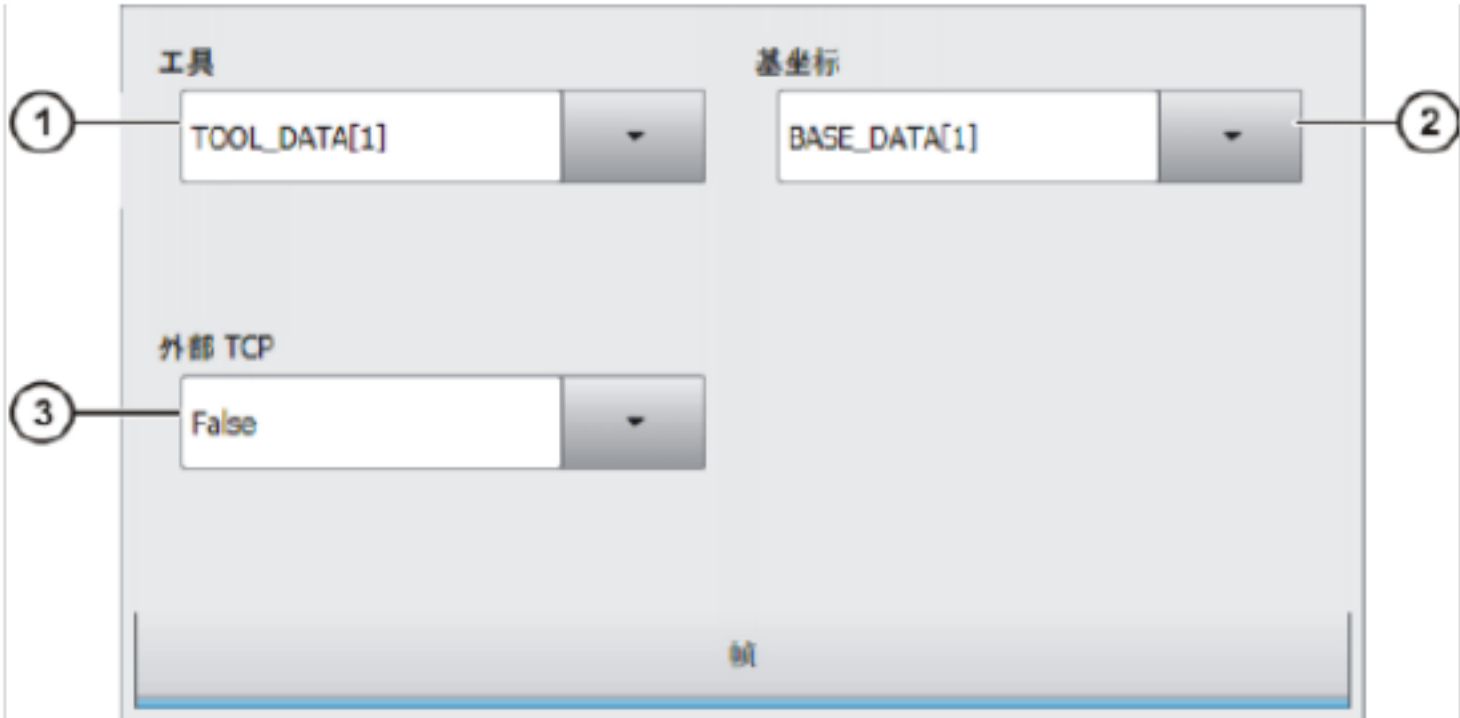 工具
基坐标
1
TOOL_DATA[1]
BASE_DATA[1]
2
外部 TCP
3
False
帧